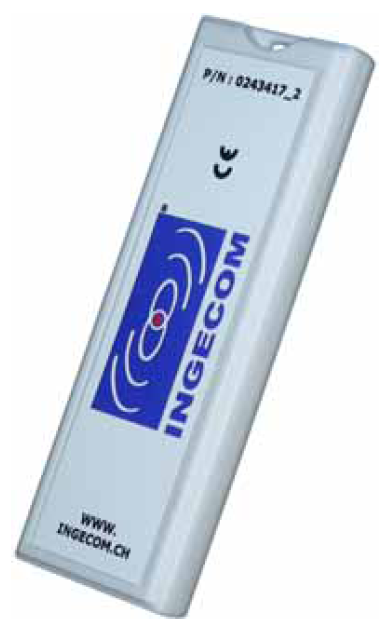 P/N : 0243417_2
CE
INGECOM
WWW.
INGECOM.CH